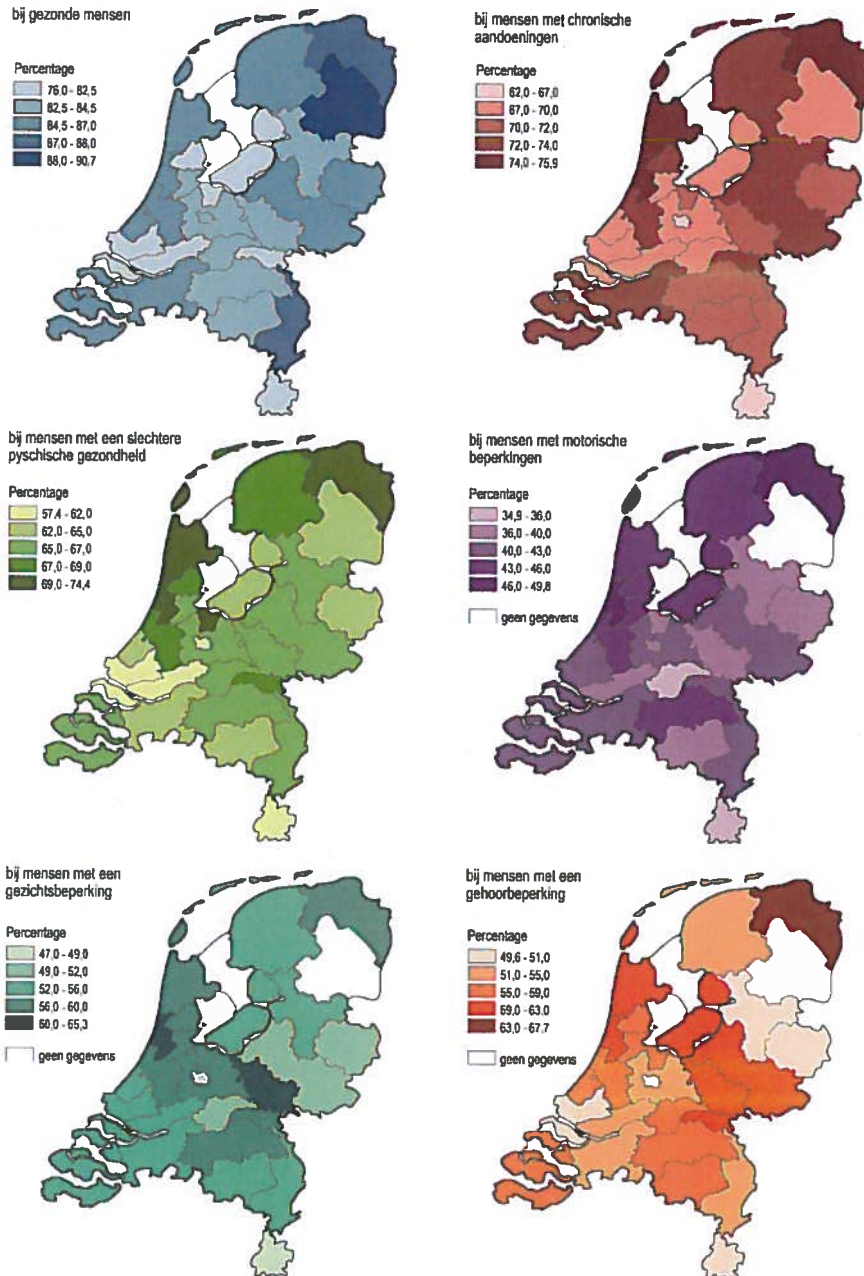 bij gezonde mensen
Percentage
76,0 - 82,5
82,5 - 84,5
84,5 - 87,0
87,0 - 88,0
88,0 - 90,7
bij mensen met chronische
aandoeningen
Percentage
62,0 - 67,0
67,0 - 70,0
70,0 - 72,0
72,0 - 74,0
74,0 - 75,9
bij mensen met een slechtere
pyschische gezondheid
Percentage
57,4 - 62,0
62,0 - 65,0
65,0 - 67,0
67,0 - 69,0
69,0 - 74,4
bij mensen met motorische
beperkingen
Percentage
34,9 - 36,0
36,0 - 40,0
40,0 - 43,0
43,0 - 46,0
46,0 - 49,8
geen gegevens
bij mensen met een
gezichtsbeperking
Percentage
47,0 - 49,0
49,0 - 52,0
52,0 - 56,0
56,0 - 60,0
60,0 - 65,3
geen gegevens
bij mensen met een
gehoorbeperking
Percentage
49,6 - 51,0
51,0 - 55,0
55,0 - 59,0
59,0 - 63,0
63,0 - 67,7
geen gegevens